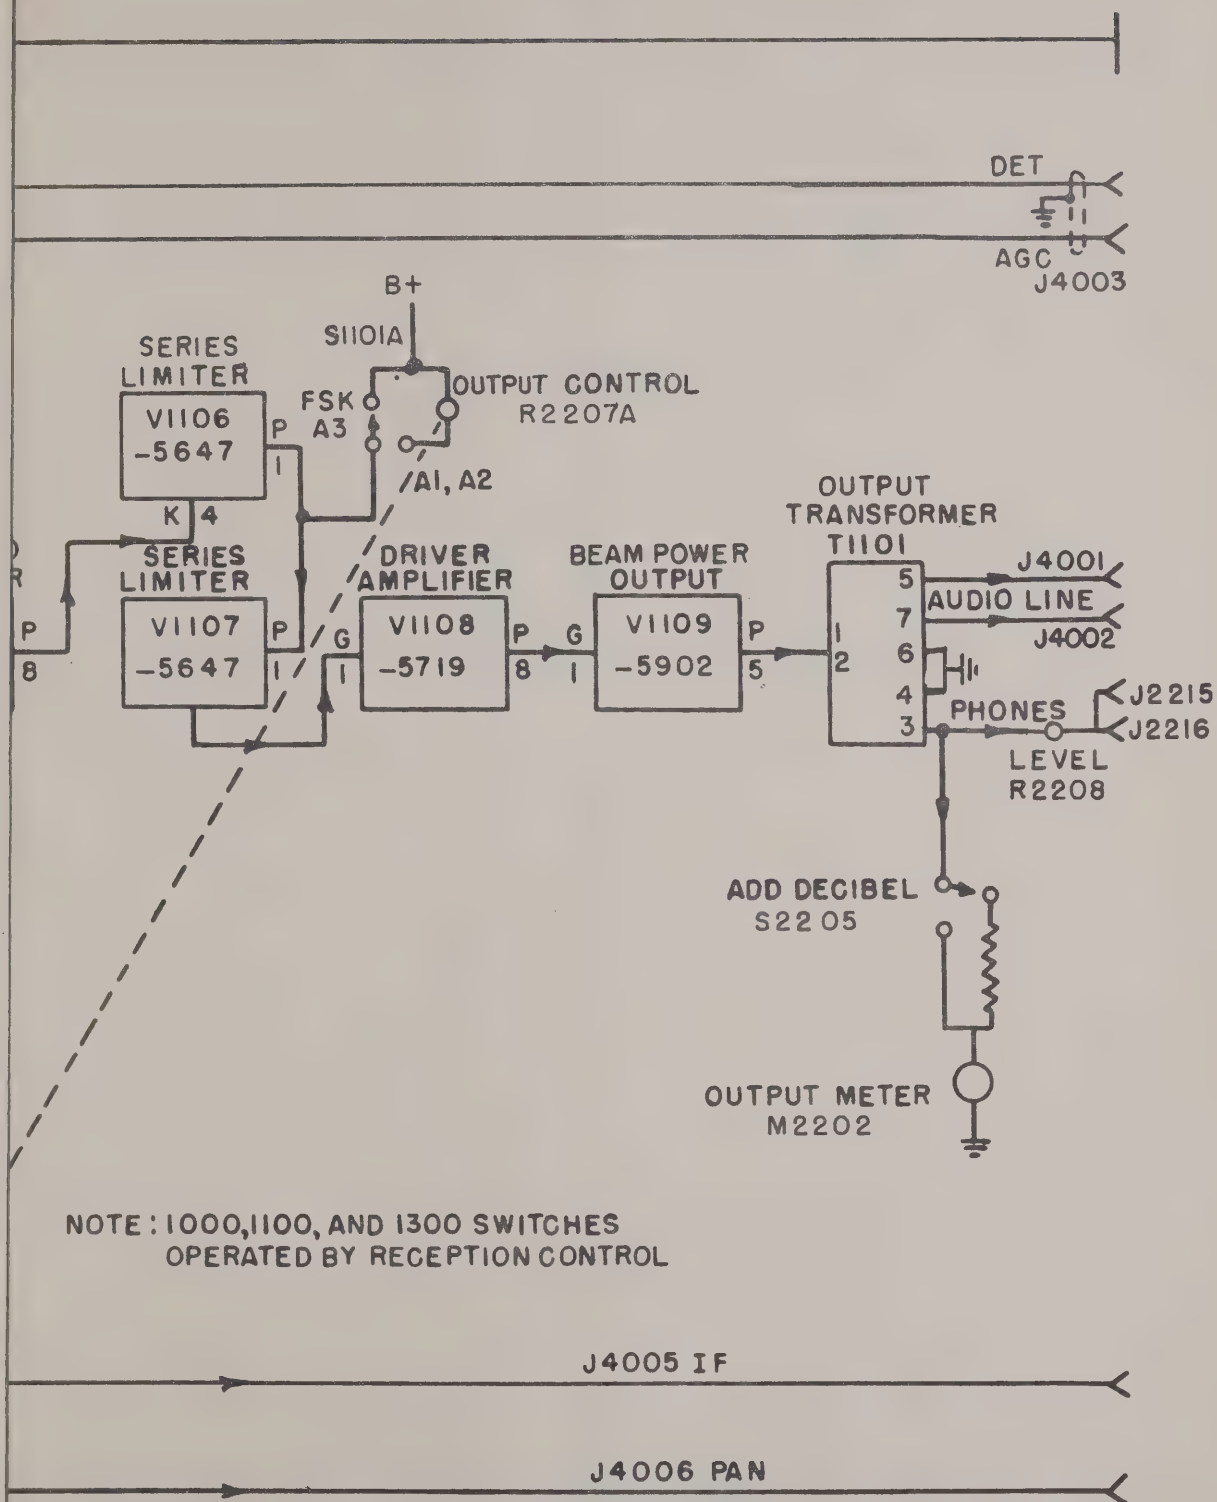 DET
AGC
J4003
B+
S1101A
SERIES
LIMITER
V1106
-5647
P
1
K 4
FSK
A3
OUTPUT CONTROL
R2207A
A1, A2
R
P
8
SERIES
LIMITER
V1107
-5647
P
1
DRIVER
AMPLIFIER
G
1
V1108
-5719
P
8
BEAM POWER
OUTPUT
G
1
V1109
-5902
P
5
OUTPUT
TRANSFORMER
T1101
1
2
5
7
6
4
3
J4001
AUDIO LINE
J4002
PHONES
J2215
J2216
LEVEL
R2208
ADD DECIBEL
S2205
OUTPUT METER
M2202
NOTE: 1000,1100, AND 1300 SWITCHES
OPERATED BY RECEPTION CONTROL
J4005 IF
J4006 PAN